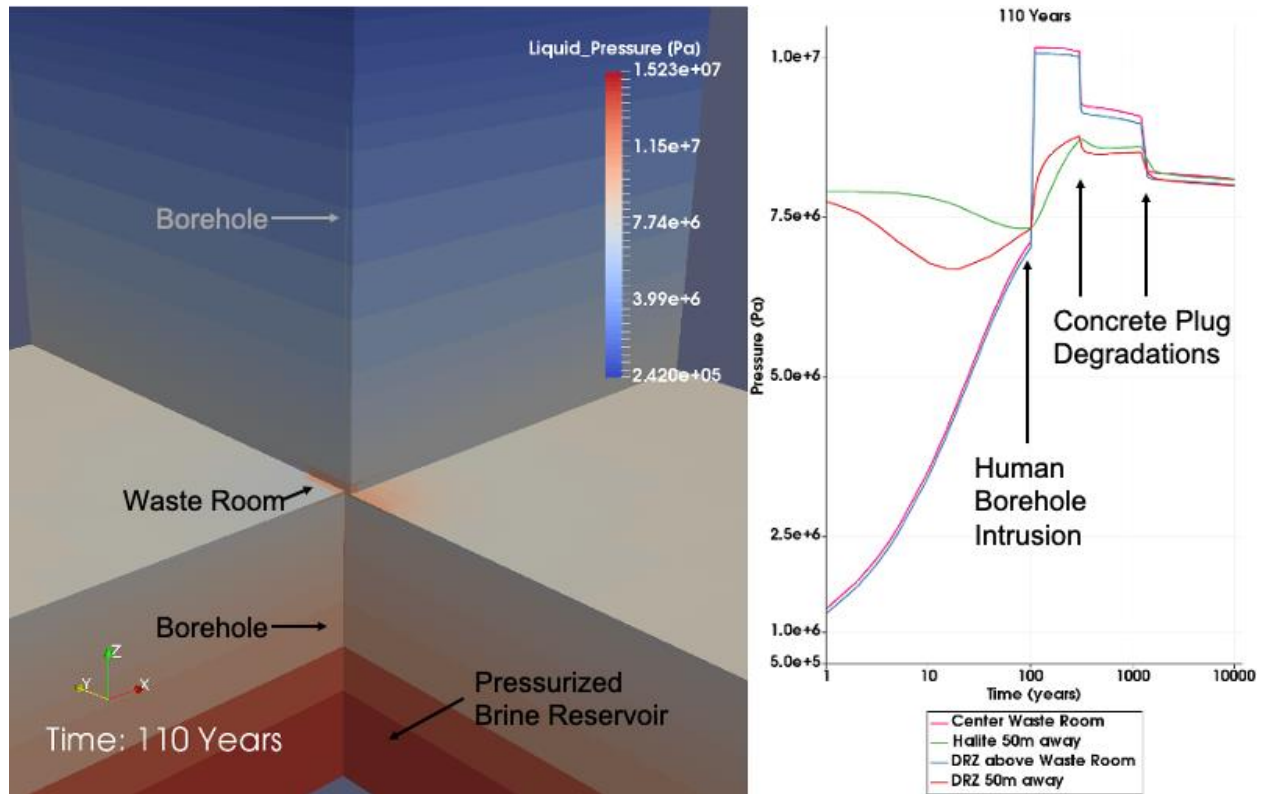 Liquid_Pressure (Pa)
1.523e+07
1.15e+7
7.74e+6
3.99e+6
2.420e+05
Borehole
Waste Room
Borehole
Pressurized
Brine Reservoir
Z
Y
X
Time: 110 Years
110 Years
1.0e+7
7.5e+6
5.0e+6
2.5e+6
1.0e+6
5.0e+5
Pressure (Pa)
Concrete Plug
Degradations
Human
Borehole
Intrusion
1
10
100
1000
10000
Time (years)
Center Waste Room
Halite 50m away
DRZ above Waste Room
DRZ 50m away